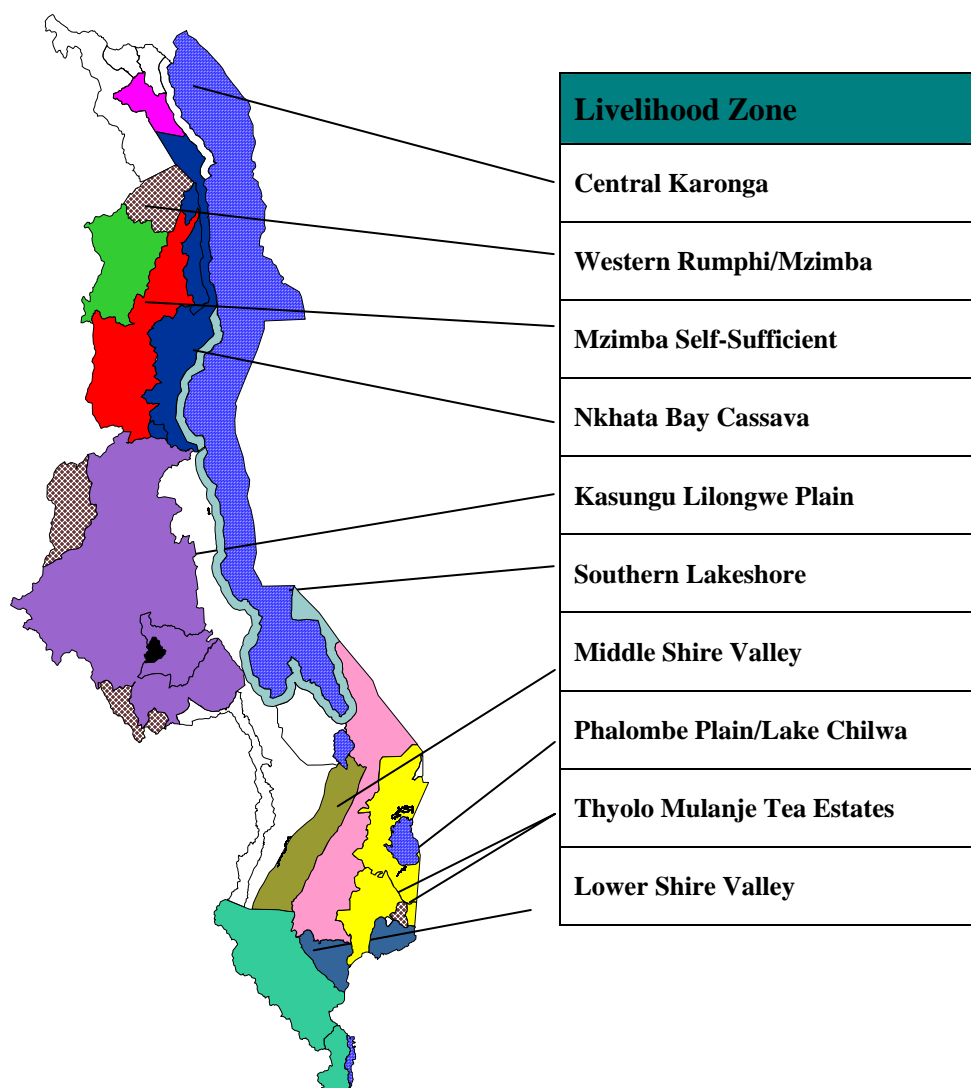 Livelihood Zone
Central Karonga
Western Rumphi/Mzimba
Mzimba Self-Sufficient
Nkhata Bay Cassava
Kasungu Lilongwe Plain
Southern Lakeshore
Middle Shire Valley
Phalombe Plain/Lake Chilwa
Thyolo Mulanje Tea Estates
Lower Shire Valley